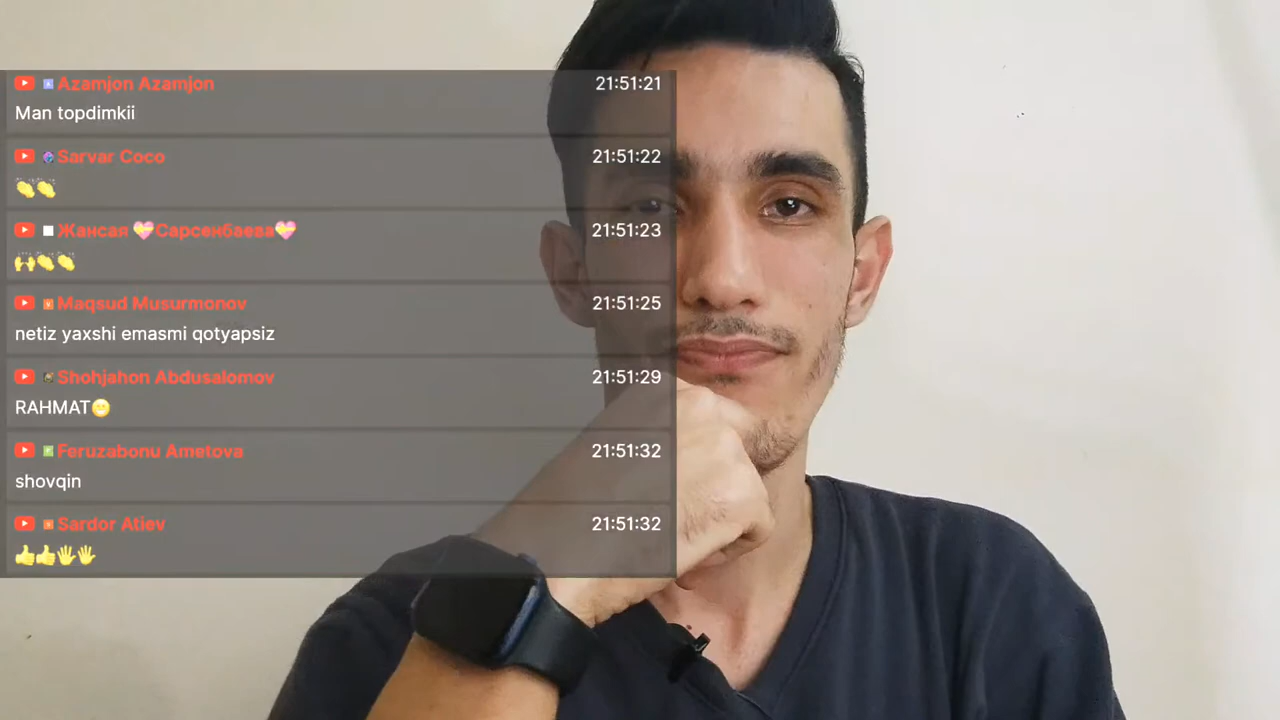 Azamjon Azamjon 21:51:21
Man topdimkii
Sarvar Coco 21:51:22
👏👏
Жансая 💝Сарсенбаева💝 21:51:23
🙌👏👏
Maqsud Musurmonov 21:51:25
netiz yaxshi emasmi qotyapsiz
Shohjahon Abdusalomov 21:51:29
RAHMAT😁
Feruzabonu Ametova 21:51:32
shovqin
Sardor Atiev 21:51:32
👍👍🖐🖐